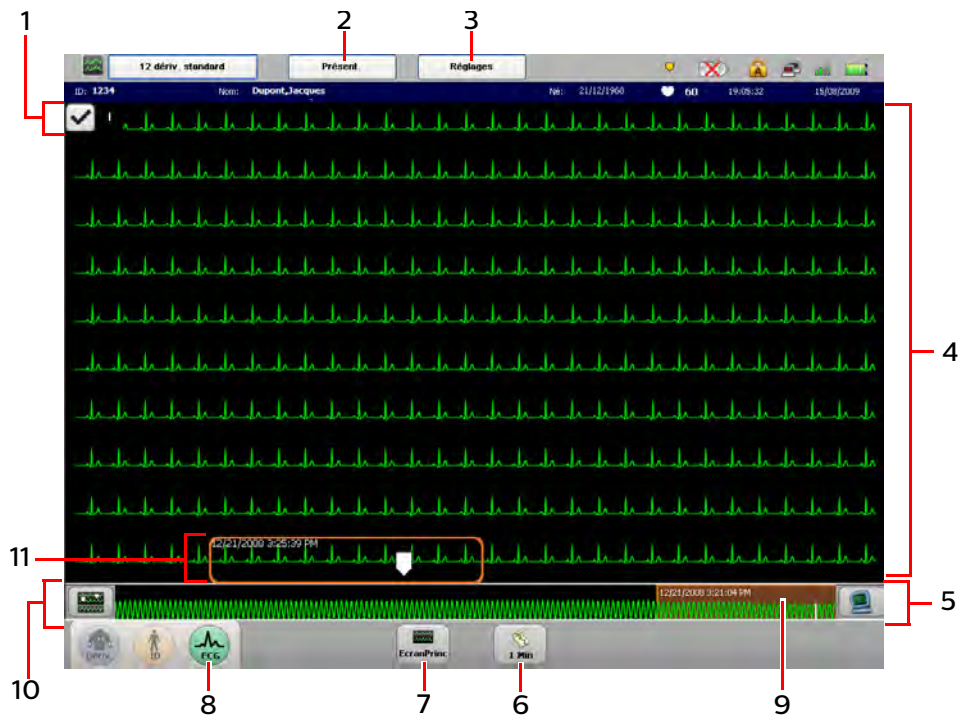 1
2
3
12 dériv. standard
Présent.
Réglages
ID: 1234
Nom: Dupont,Jacques
Né: 21/12/1960
60
19:05:32
15/08/2009
I
4
12/21/2008 3:25:39 PM
11
12/21/2008 3:21:04 PM
5
10
ID
ECG
EcranPrinc
1 Min
8
7
6
9